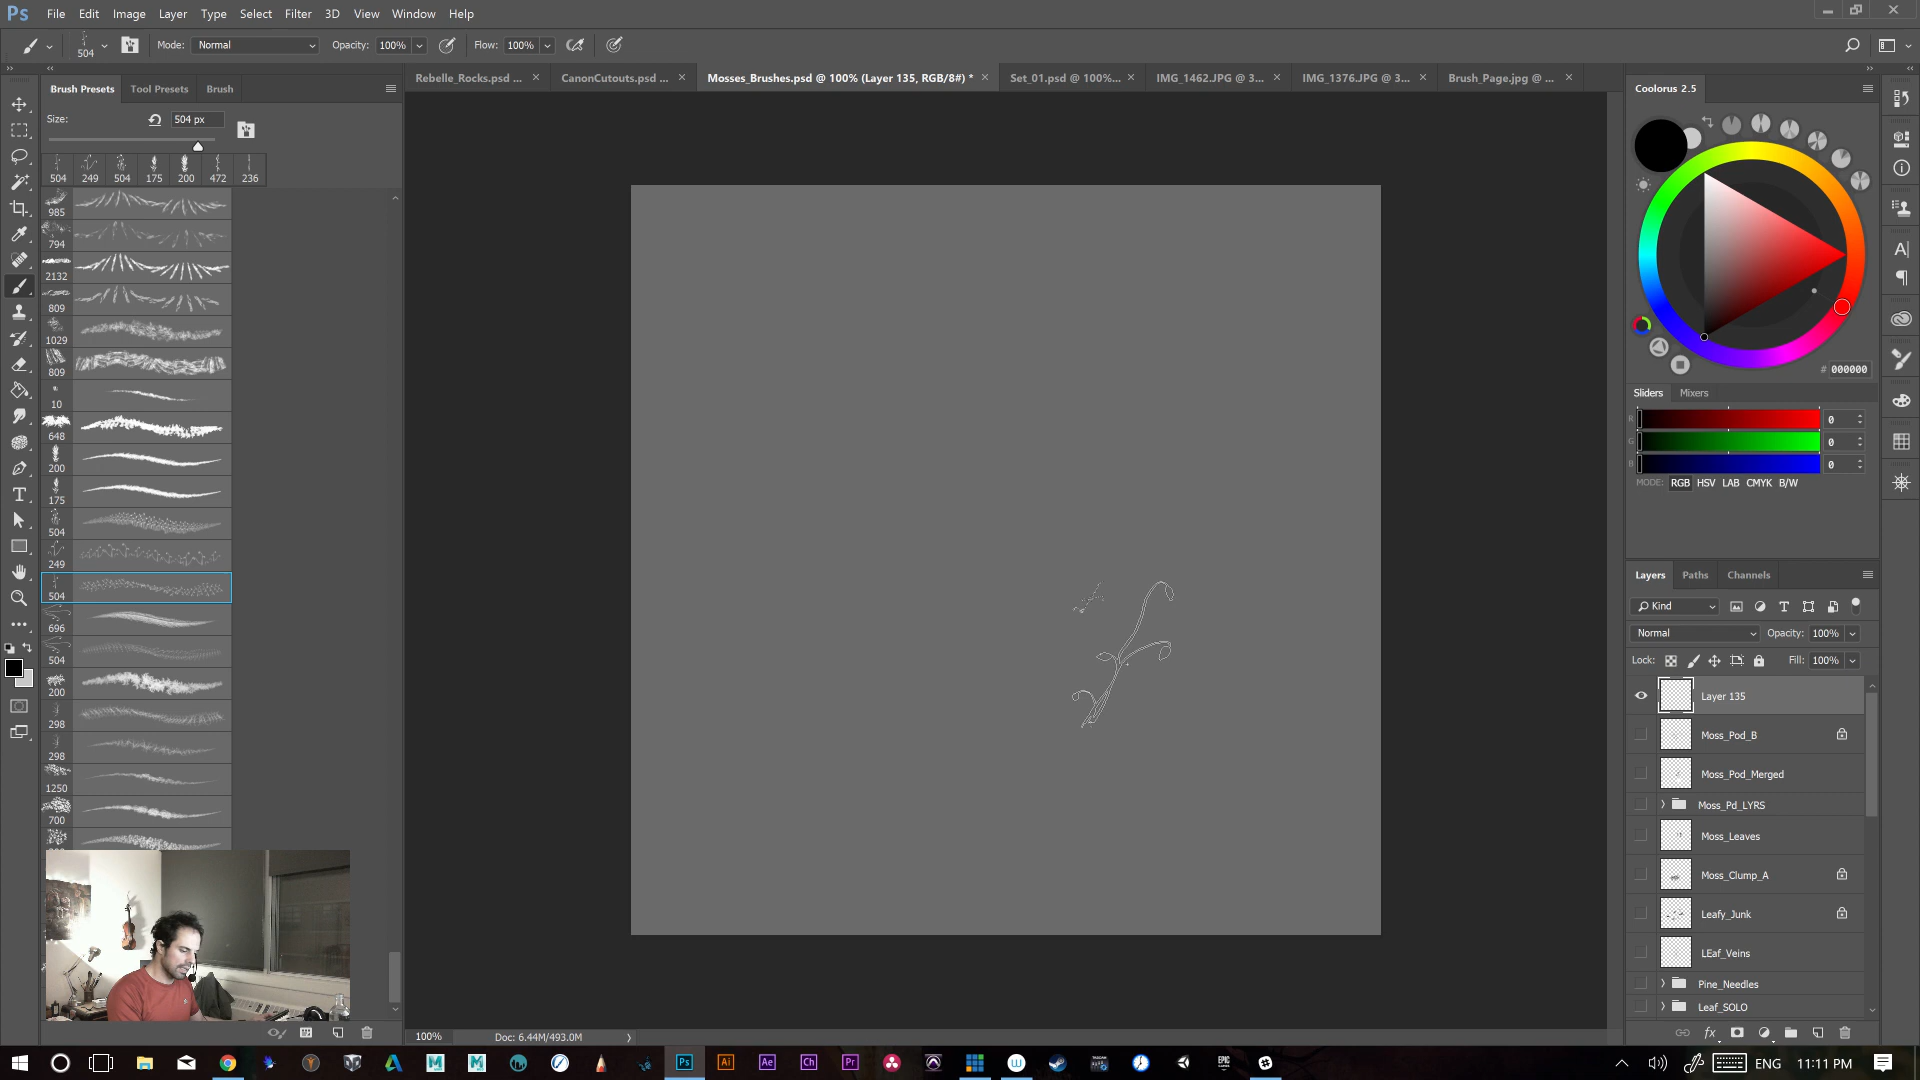 Ps File Edit Image Layer Type Select Filter 3D View Window Help
504 Mode: Normal Opacity: 100% Flow: 100%
Rebelle_Rocks.psd ... CanonCutouts.psd ... Mosses_Brushes.psd @ 100% (Layer 135, RGB/8#) * Set_01.psd @ 100%... IMG_1462.JPG @ 3... IMG_1376.JPG @ 3... Brush_Page.jpg @ ...
Brush Presets Tool Presets Brush
Size: 504 px
504 249 504 175 200 472 236
985
794
2132
809
1029
809
10
648
200
175
504
249
504
696
504
200
298
298
1250
700
Coolorus 2.5
# 000000
Sliders Mixers
R 0
G 0
B 0
MODE: RGB HSV LAB CMYK B/W
Layers Paths Channels
Kind
Normal Opacity: 100%
Lock: Fill: 100%
Layer 135
Moss_Pod_B
Moss_Pod_Merged
Moss_Pd_LYRS
Moss_Leaves
Moss_Clump_A
Leafy_Junk
LEaf_Veins
Pine_Needles
Leaf_SOLO
fx
100% Doc: 6.44M/493.0M
Ps Ai Ae Ch Pr
ENG 11:11 PM